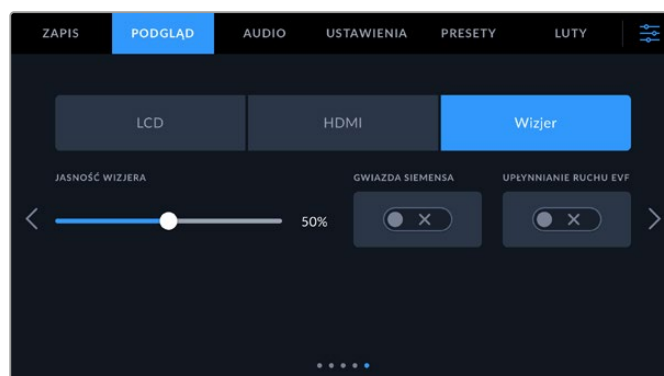 ZAPIS PODGLĄD AUDIO USTAWIENIA PRESETY LUTY
LCD HDMI Wizjer
JASNOŚĆ WIZJERA GWIAZDA SIEMENSA UPŁYNNIANIE RUCHU EVF
50%